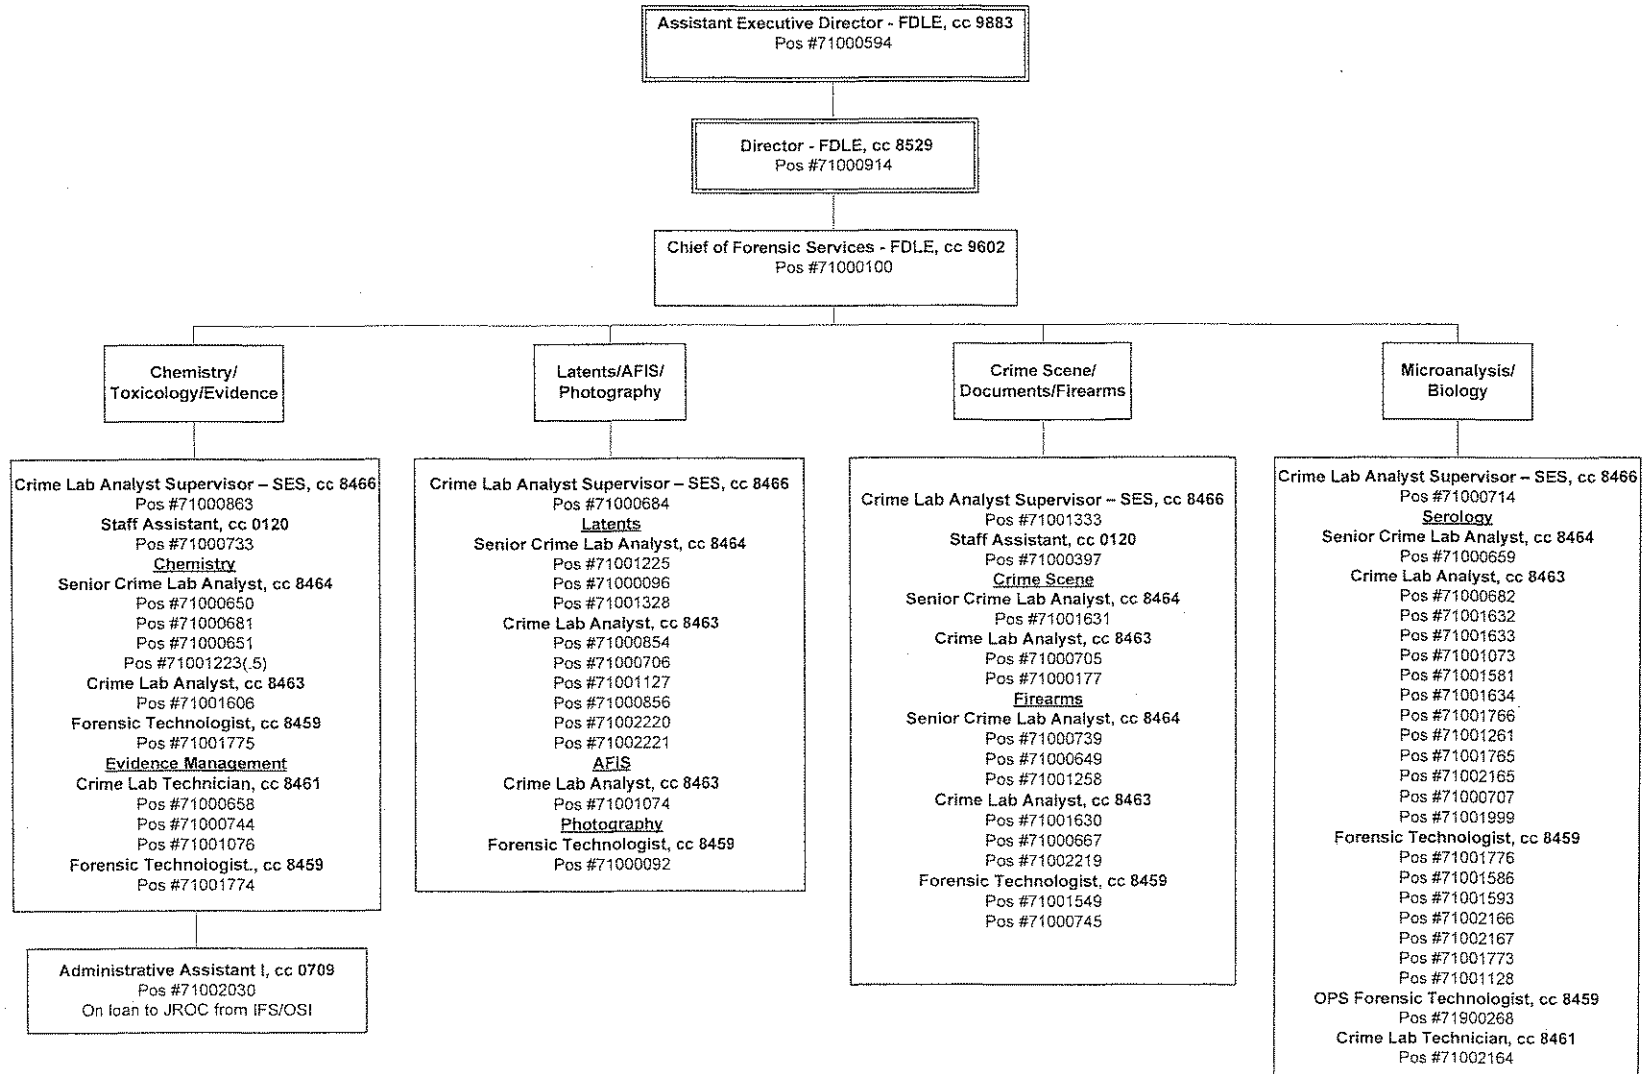 Assistant Executive Director - FDLE, cc 9883
Pos #71000594
Director - FDLE, cc 8529
Pos #71000914
Chief of Forensic Services - FDLE, cc 9602
Pos #71000100
Chemistry/
Toxicology/Evidence
Crime Lab Analyst Supervisor – SES, cc 8466
Pos #71000863
Staff Assistant, cc 0120
Pos #71000733
Chemistry
Senior Crime Lab Analyst, cc 8464
Pos #71000650
Pos #71000681
Pos #71000651
Pos #71001223(.5)
Crime Lab Analyst, cc 8463
Pos #71001606
Forensic Technologist, cc 8459
Pos #71001775
Evidence Management
Crime Lab Technician, cc 8461
Pos #71000658
Pos #71000744
Pos #71001076
Forensic Technologist., cc 8459
Pos #71001774
Administrative Assistant I, cc 0709
Pos #71002030
On loan to JROC from IFS/OSI
Latents/AFIS/
Photography
Crime Lab Analyst Supervisor – SES, cc 8466
Pos #71000684
Latents
Senior Crime Lab Analyst, cc 8464
Pos #71001225
Pos #71000096
Pos #71001328
Crime Lab Analyst, cc 8463
Pos #71000854
Pos #71000706
Pos #71001127
Pos #71000856
Pos #71002220
Pos #71002221
AFIS
Crime Lab Analyst, cc 8463
Pos #71001074
Photography
Forensic Technologist, cc 8459
Pos #71000092
Crime Scene/
Documents/Firearms
Crime Lab Analyst Supervisor – SES, cc 8466
Pos #71001333
Staff Assistant, cc 0120
Pos #71000397
Crime Scene
Senior Crime Lab Analyst, cc 8464
Pos #71001631
Crime Lab Analyst, cc 8463
Pos #71000705
Pos #71000177
Firearms
Senior Crime Lab Analyst, cc 8464
Pos #71000739
Pos #71000649
Pos #71001258
Crime Lab Analyst, cc 8463
Pos #71001630
Pos #71000667
Pos #71002219
Forensic Technologist, cc 8459
Pos #71001549
Pos #71000745
Microanalysis/
Biology
Crime Lab Analyst Supervisor – SES, cc 8466
Pos #71000714
Serology
Senior Crime Lab Analyst, cc 8464
Pos #71000659
Crime Lab Analyst, cc 8463
Pos #71000682
Pos #71001632
Pos #71001633
Pos #71001073
Pos #71001581
Pos #71001634
Pos #71001766
Pos #71001261
Pos #71001765
Pos #71002165
Pos #71000707
Pos #71001999
Forensic Technologist, cc 8459
Pos #71001776
Pos #71001586
Pos #71001593
Pos #71002166
Pos #71002167
Pos #71001773
Pos #71001128
OPS Forensic Technologist, cc 8459
Pos #71900268
Crime Lab Technician, cc 8461
Pos #71002164